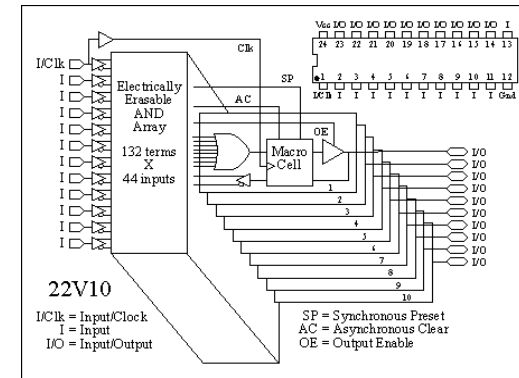 Vcc I/O I/O I/O I/O I/O I/O I/O I/O I/O I/O I
24 23 22 21 20 19 18 17 16 15 14 13
1 2 3 4 5 6 7 8 9 10 11 12
I/Clk I I I I I I I I I I Gnd
Clk
SP
AC
OE
I/Clk
I
I
I
I
I
I
I
I
I
I
I
Electrically
Erasable
AND
Array
132 terms
X
44 inputs
Macro
Cell
1
2
3
4
5
6
7
8
9
10
I/O
I/O
I/O
I/O
I/O
I/O
I/O
I/O
I/O
I/O
22V10
I/Clk = Input/Clock
I = Input
I/O = Input/Output
SP = Synchronous Preset
AC = Asynchronous Clear
OE = Output Enable